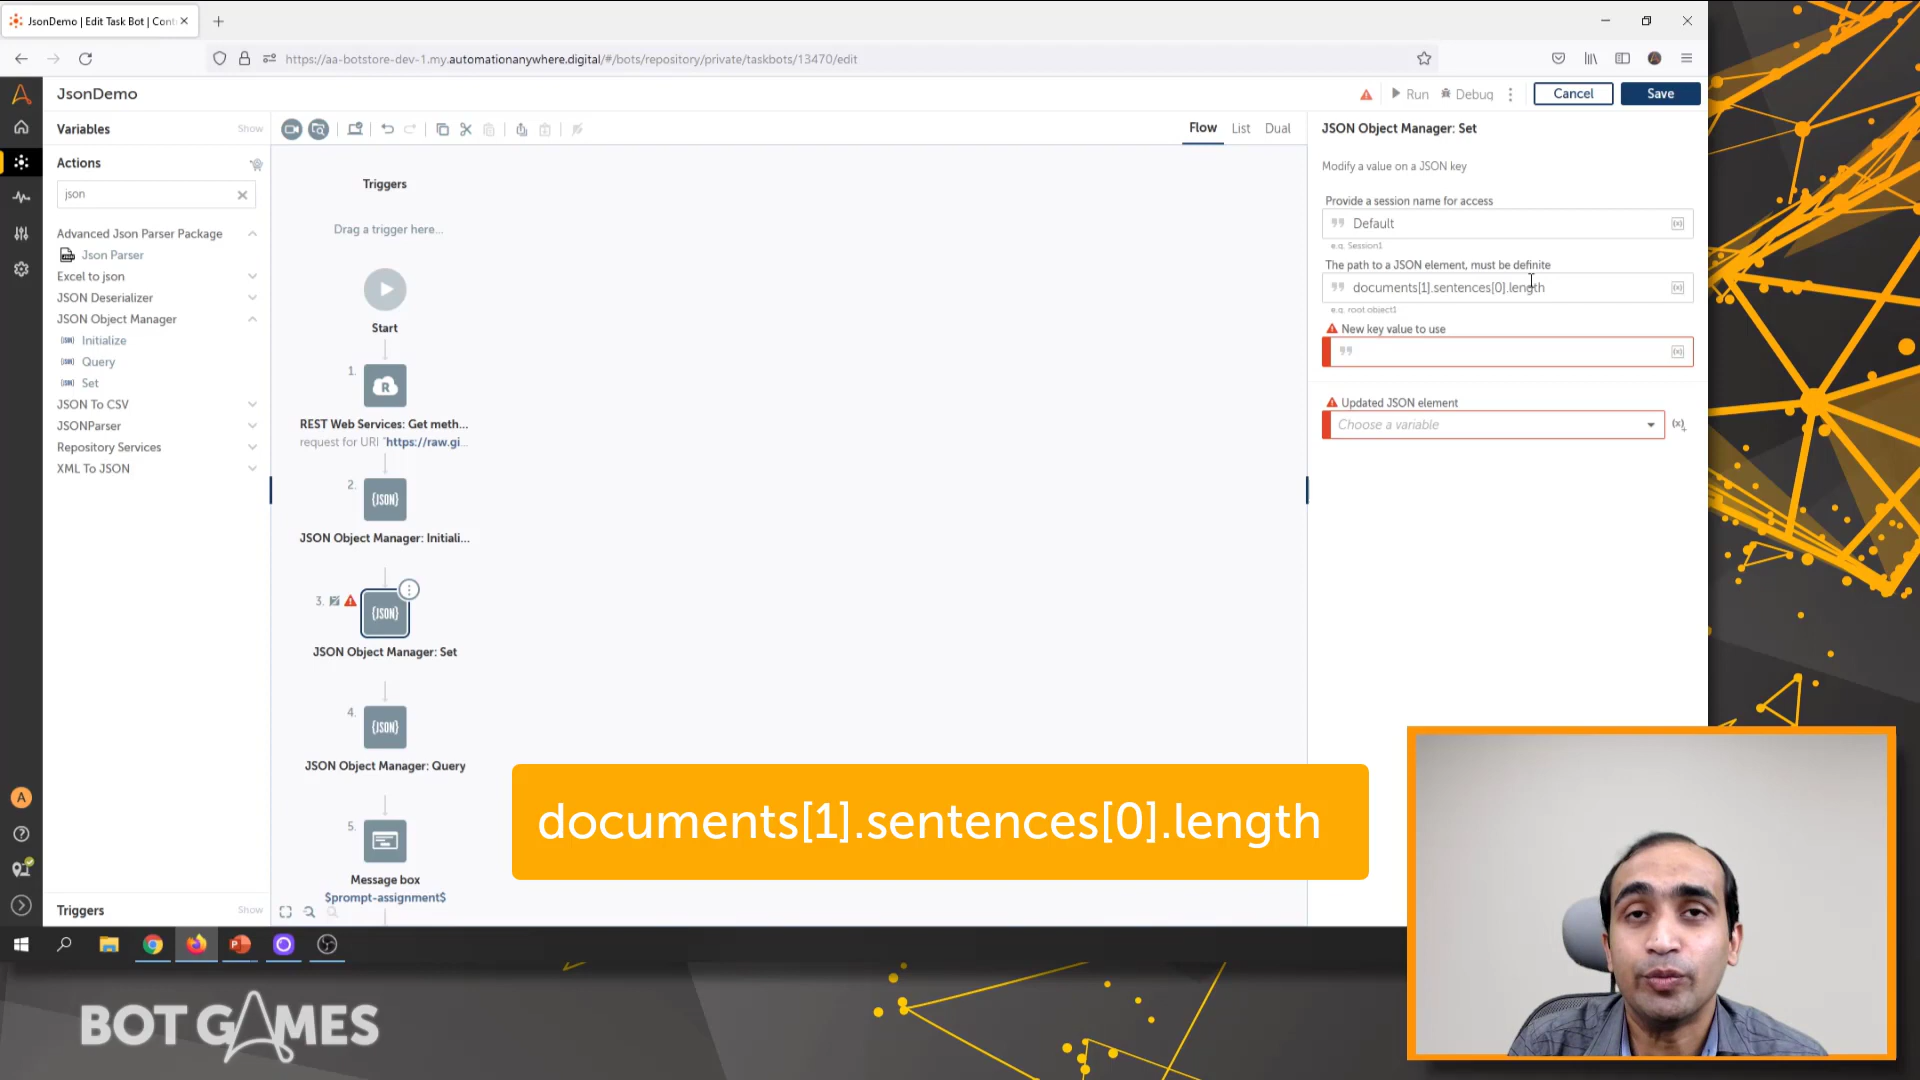 JsonDemo | Edit Task Bot | Cont
https://aa-botstore-dev-1.my.automationanywhere.digital/#/bots/repository/private/taskbots/13470/edit
JsonDemo
Run
Debug
Cancel
Save
Variables
Show
Actions
json
Advanced Json Parser Package
Json Parser
Excel to json
JSON Deserializer
JSON Object Manager
Initialize
Query
Set
JSON To CSV
JSONParser
Repository Services
XML To JSON
Triggers
Show
Flow
List
Dual
Triggers
Drag a trigger here...
Start
1.
R
REST Web Services: Get meth...
request for URI "https://raw.gi...
2.
{JSON}
JSON Object Manager: Initiali...
3.
{JSON}
JSON Object Manager: Set
4.
{JSON}
JSON Object Manager: Query
5.
Message box
$prompt-assignment$
JSON Object Manager: Set
Modify a value on a JSON key
Provide a session name for access
Default
e.g. Session1
The path to a JSON element, must be definite
documents[1].sentences[0].length
e.g. root.object1
New key value to use
Updated JSON element
Choose a variable
A
documents[1].sentences[0].length
BOT GAMES